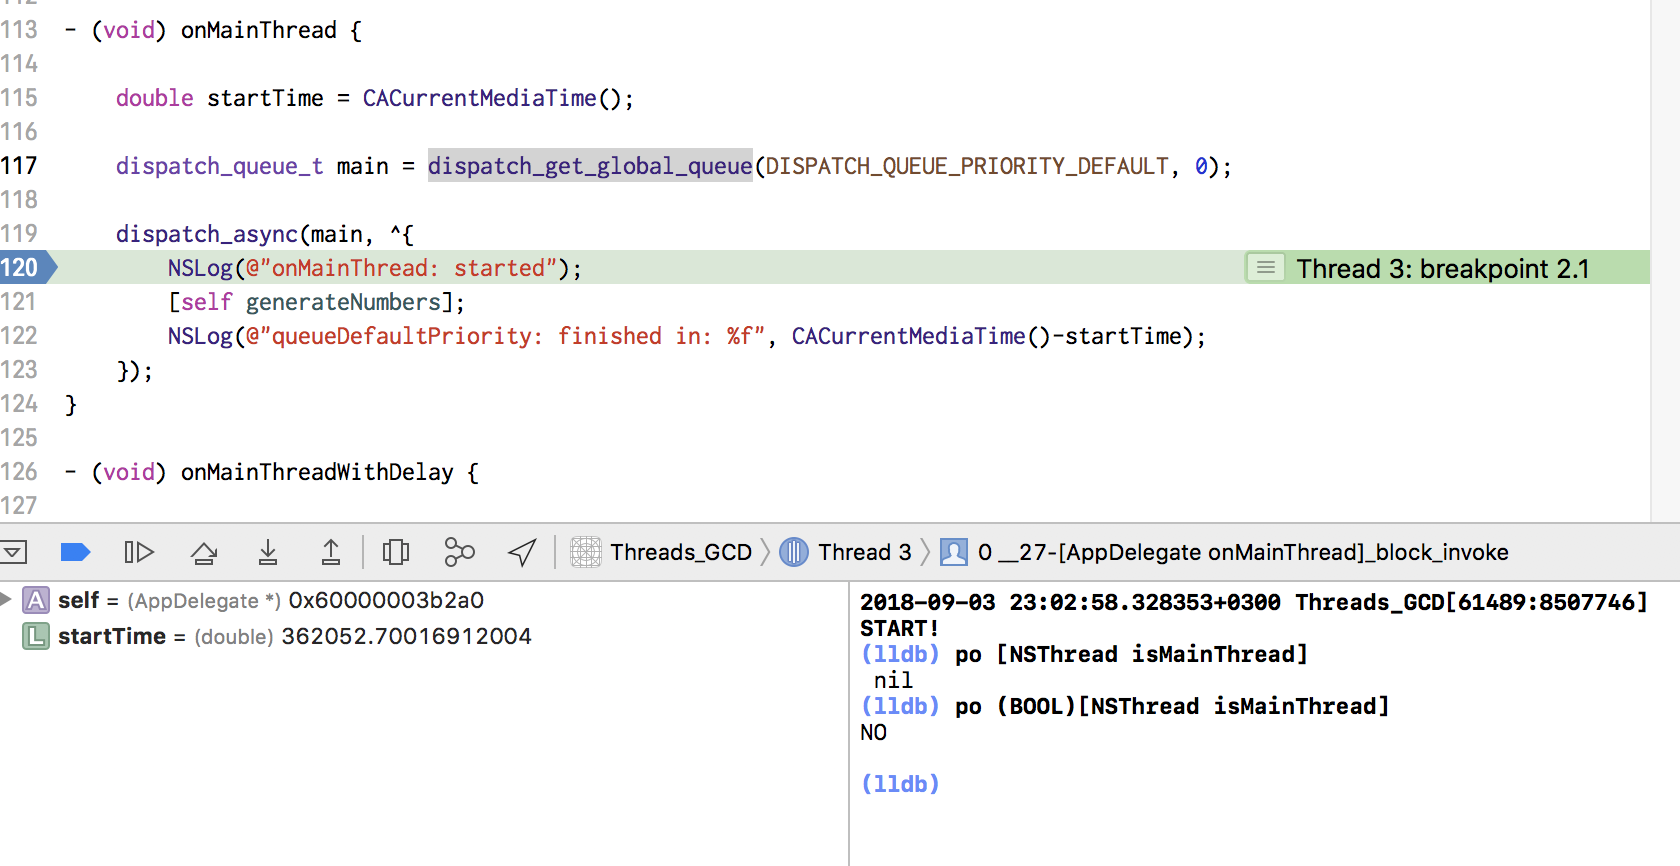 112
113 - (void) onMainThread {
114
115 double startTime = CACurrentMediaTime();
116
117 dispatch_queue_t main = dispatch_get_global_queue(DISPATCH_QUEUE_PRIORITY_DEFAULT, 0);
118
119 dispatch_async(main, ^{
120 NSLog(@"onMainThread: started"); Thread 3: breakpoint 2.1
121 [self generateNumbers];
122 NSLog(@"queueDefaultPriority: finished in: %f", CACurrentMediaTime()-startTime);
123 });
124 }
125
126 - (void) onMainThreadWithDelay {
127
Threads_GCD Thread 3 0 __27-[AppDelegate onMainThread]_block_invoke
A self = (AppDelegate *) 0x60000003b2a0
L startTime = (double) 362052.70016912004
2018-09-03 23:02:58.328353+0300 Threads_GCD[61489:8507746]
START!
(lldb) po [NSThread isMainThread]
nil
(lldb) po (BOOL)[NSThread isMainThread]
NO
(lldb)